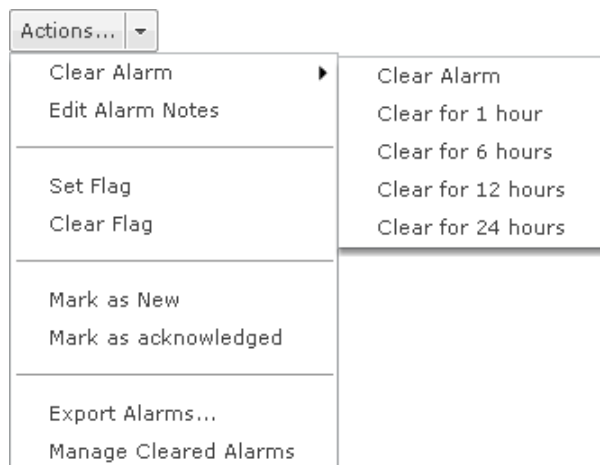 Actions...
Clear Alarm
Edit Alarm Notes
Set Flag
Clear Flag
Mark as New
Mark as acknowledged
Export Alarms...
Manage Cleared Alarms
Clear Alarm
Clear for 1 hour
Clear for 6 hours
Clear for 12 hours
Clear for 24 hours